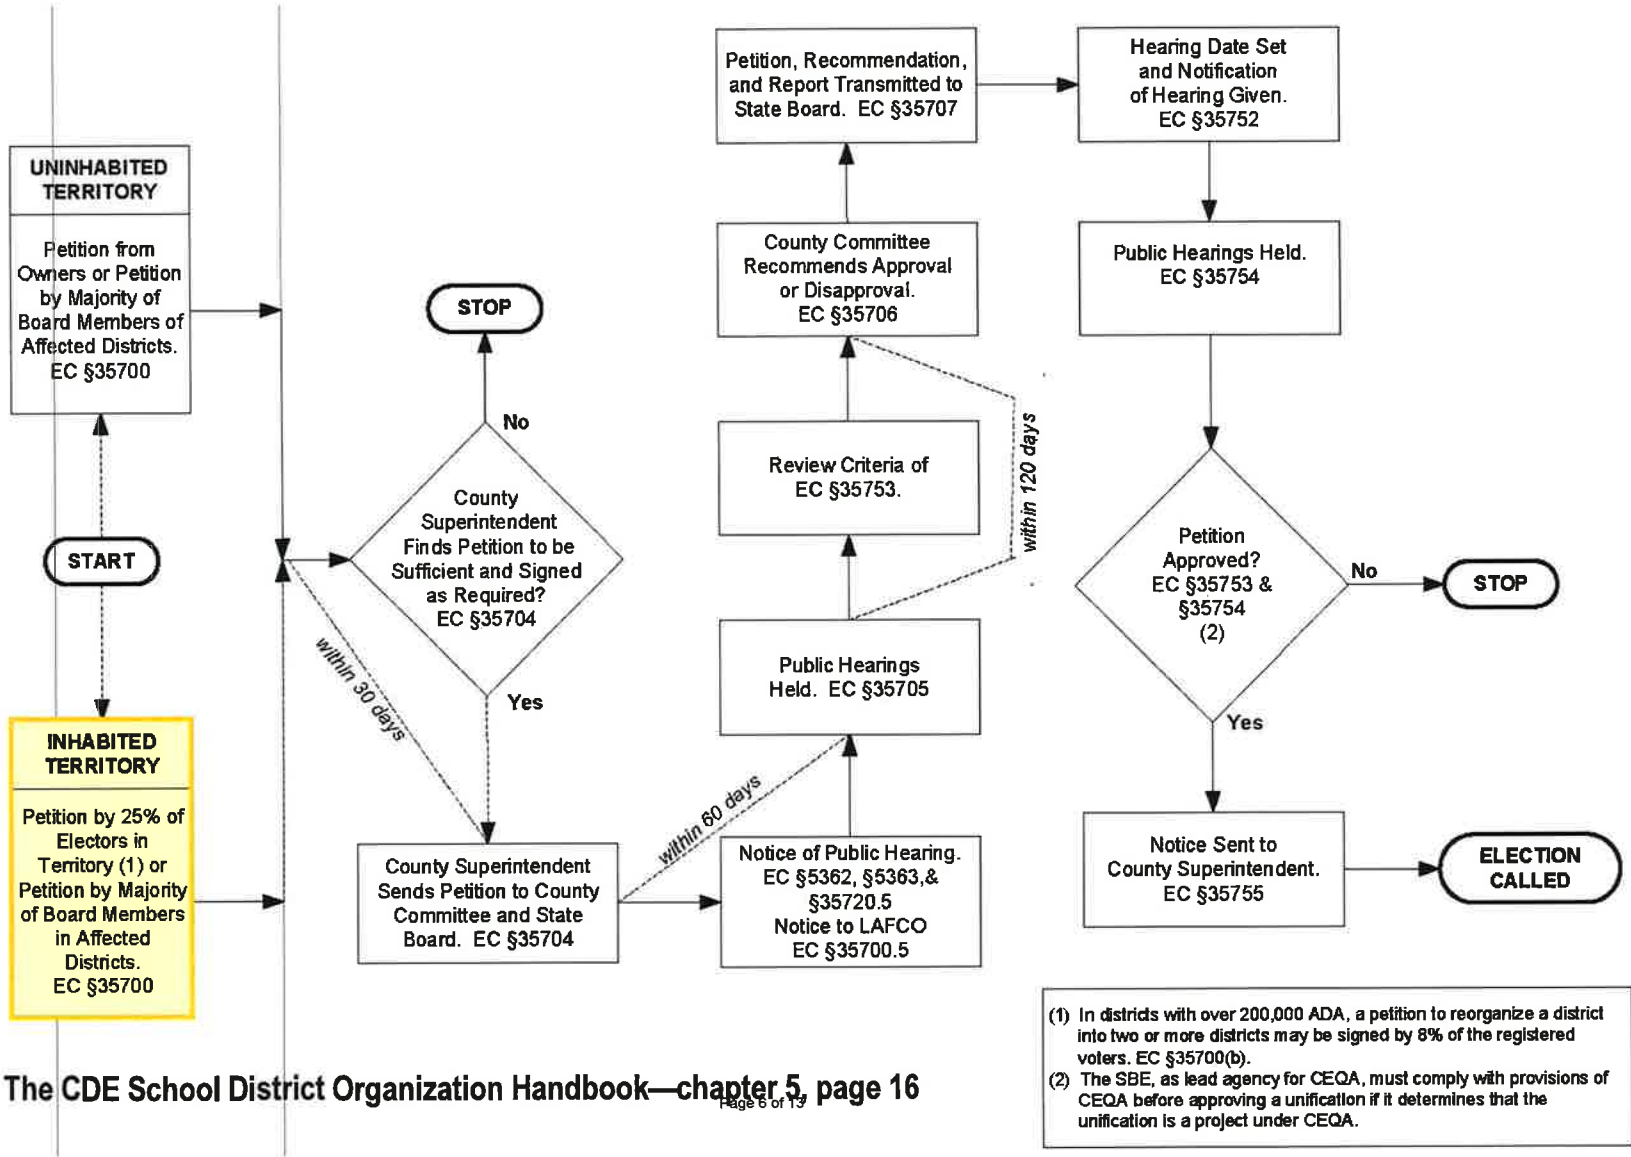 UNINHABITED
TERRITORY
Petition from
Owners or Petition
by Majority of
Board Members of
Affected Districts.
EC §35700
START
INHABITED
TERRITORY
Petition by 25% of
Electors in
Territory (1) or
Petition by Majority
of Board Members
in Affected
Districts.
EC §35700
STOP
No
County
Superintendent
Finds Petition to be
Sufficient and Signed
as Required?
EC §35704
Yes
within 30 days
County Superintendent
Sends Petition to County
Committee and State
Board. EC §35704
within 60 days
Notice of Public Hearing.
EC §5362, §5363,&
§35720.5
Notice to LAFCO
EC §35700.5
Public Hearings
Held. EC §35705
within 120 days
Review Criteria of
EC §35753.
County Committee
Recommends Approval
or Disapproval.
EC §35706
Petition, Recommendation,
and Report Transmitted to
State Board. EC §35707
Hearing Date Set
and Notification
of Hearing Given.
EC §35752
Public Hearings Held.
EC §35754
Petition
Approved?
EC §35753 &
§35754
(2)
No
STOP
Yes
Notice Sent to
County Superintendent.
EC §35755
ELECTION
CALLED
(1) In districts with over 200,000 ADA, a petition to reorganize a district
into two or more districts may be signed by 8% of the registered
voters. EC §35700(b).
(2) The SBE, as lead agency for CEQA, must comply with provisions of
CEQA before approving a unification if it determines that the
unification is a project under CEQA.
The CDE School District Organization Handbook—chapter 5, page 16
Page 6 of 13